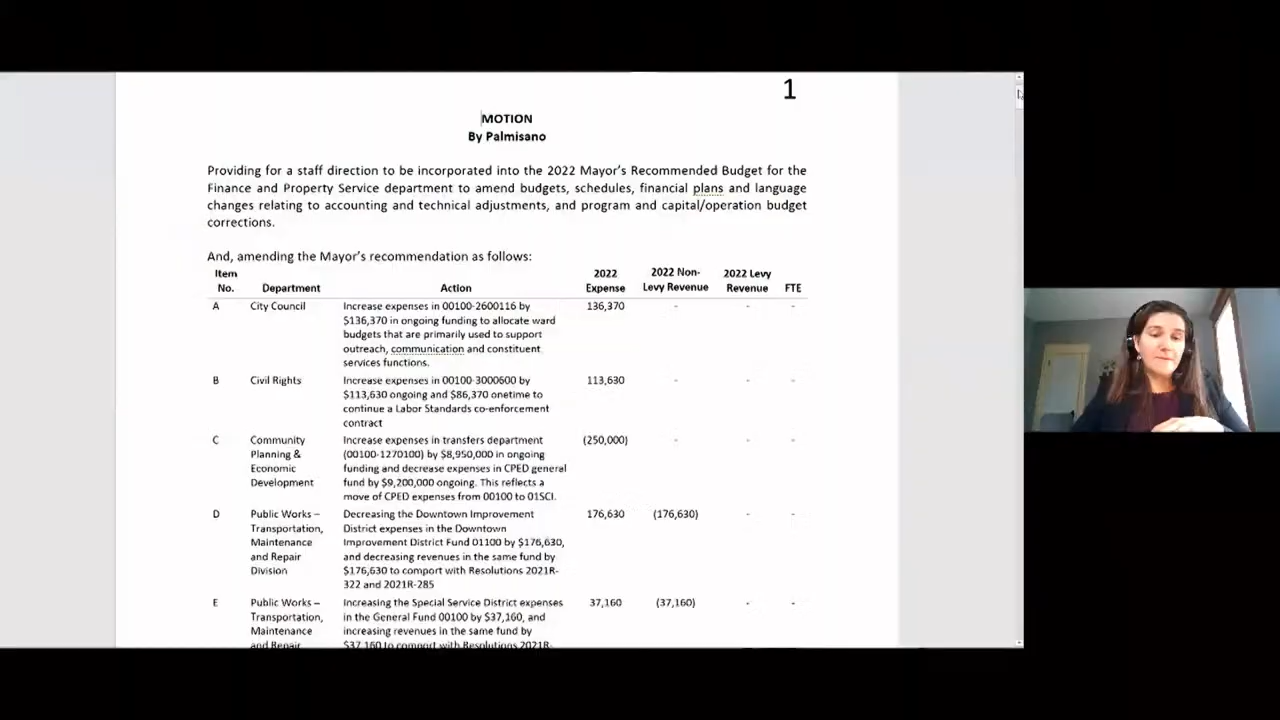 1
MOTION
By Palmisano
Providing for a staff direction to be incorporated into the 2022 Mayor's Recommended Budget for the
Finance and Property Service department to amend budgets, schedules, financial plans and language
changes relating to accounting and technical adjustments, and program and capital/operation budget
corrections.
And, amending the Mayor's recommendation as follows:
Item No. Department Action 2022 Expense 2022 Non-Levy Revenue 2022 Levy Revenue FTE
A City Council Increase expenses in 00100-2600116 by 136,370 - - -
$136,370 in ongoing funding to allocate ward
budgets that are primarily used to support
outreach, communication and constituent
services functions.
B Civil Rights Increase expenses in 00100-3000600 by 113,630 - - -
$113,630 ongoing and $86,370 onetime to
continue a Labor Standards co-enforcement
contract
C Community Increase expenses in transfers department (250,000) - - -
Planning & (00100-1270100) by $8,950,000 in ongoing
Economic funding and decrease expenses in CPED general
Development fund by $9,200,000 ongoing. This reflects a
move of CPED expenses from 00100 to 01SCI.
D Public Works – Decreasing the Downtown Improvement 176,630 (176,630) - -
Transportation, District expenses in the Downtown
Maintenance Improvement District Fund 01100 by $176,630,
and Repair and decreasing revenues in the same fund by
Division $176,630 to comport with Resolutions 2021R-
322 and 2021R-285
E Public Works – Increasing the Special Service District expenses 37,160 (37,160) - -
Transportation, in the General Fund 00100 by $37,160, and
Maintenance increasing revenues in the same fund by
and Repair $37,160 to comport with Resolutions 2021R-